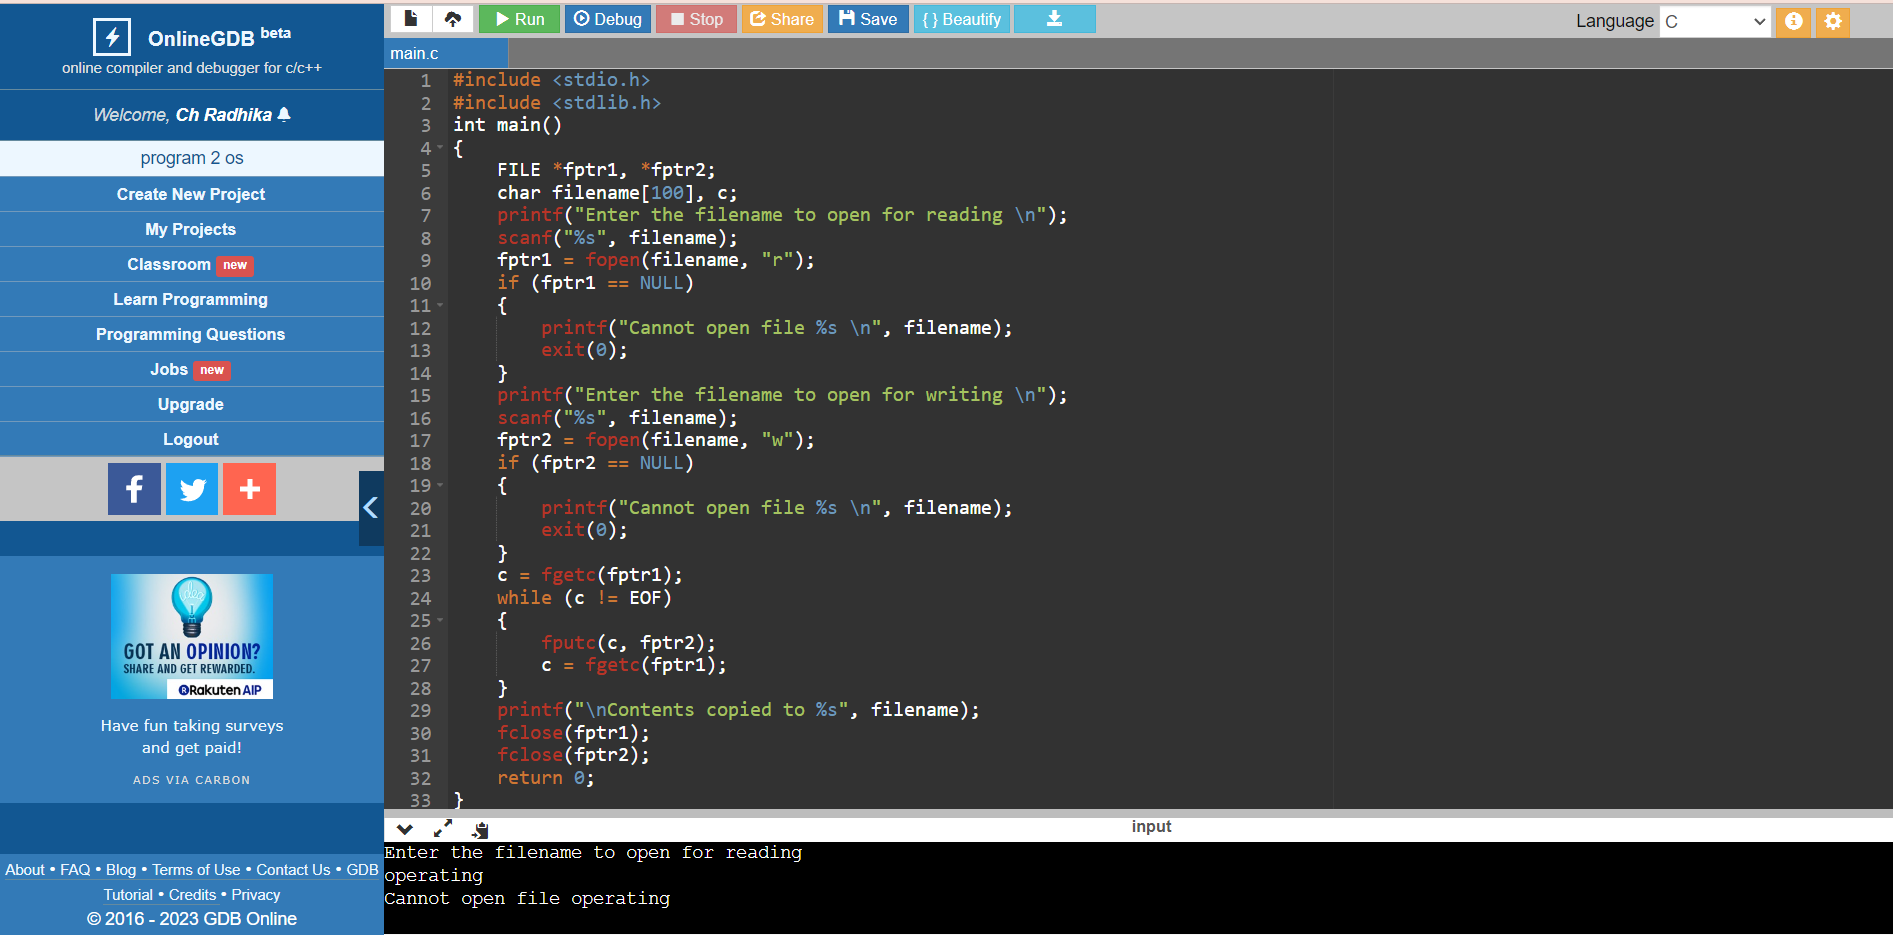 OnlineGDB beta
online compiler and debugger for c/c++
Welcome, Ch Radhika
program 2 os
Create New Project
My Projects
Classroom new
Learn Programming
Programming Questions
Jobs new
Upgrade
Logout
idea
GOT AN OPINION?
SHARE AND GET REWARDED.
Rakuten AIP
Have fun taking surveys
and get paid!
ADS VIA CARBON
About • FAQ • Blog • Terms of Use • Contact Us • GDB
Tutorial • Credits • Privacy
© 2016 - 2023 GDB Online
Run Debug Stop Share Save { } Beautify Language C
main.c
1 #include <stdio.h>
2 #include <stdlib.h>
3 int main()
4 {
5     FILE *fptr1, *fptr2;
6     char filename[100], c;
7     printf("Enter the filename to open for reading \n");
8     scanf("%s", filename);
9     fptr1 = fopen(filename, "r");
10     if (fptr1 == NULL)
11     {
12         printf("Cannot open file %s \n", filename);
13         exit(0);
14     }
15     printf("Enter the filename to open for writing \n");
16     scanf("%s", filename);
17     fptr2 = fopen(filename, "w");
18     if (fptr2 == NULL)
19     {
20         printf("Cannot open file %s \n", filename);
21         exit(0);
22     }
23     c = fgetc(fptr1);
24     while (c != EOF)
25     {
26         fputc(c, fptr2);
27         c = fgetc(fptr1);
28     }
29     printf("\nContents copied to %s", filename);
30     fclose(fptr1);
31     fclose(fptr2);
32     return 0;
33 }
input
Enter the filename to open for reading
operating
Cannot open file operating